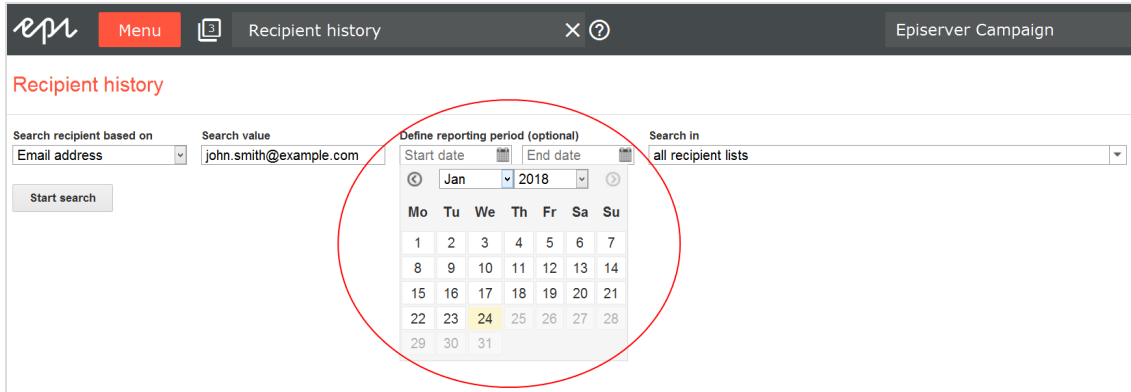 epi Menu 3 Recipient history Episerver Campaign
Recipient history
Search recipient based on Search value Define reporting period (optional) Search in
Email address john.smith@example.com Start date End date all recipient lists
Jan 2018
Start search
Mo Tu We Th Fr Sa Su
1 2 3 4 5 6 7
8 9 10 11 12 13 14
15 16 17 18 19 20 21
22 23 24 25 26 27 28
29 30 31